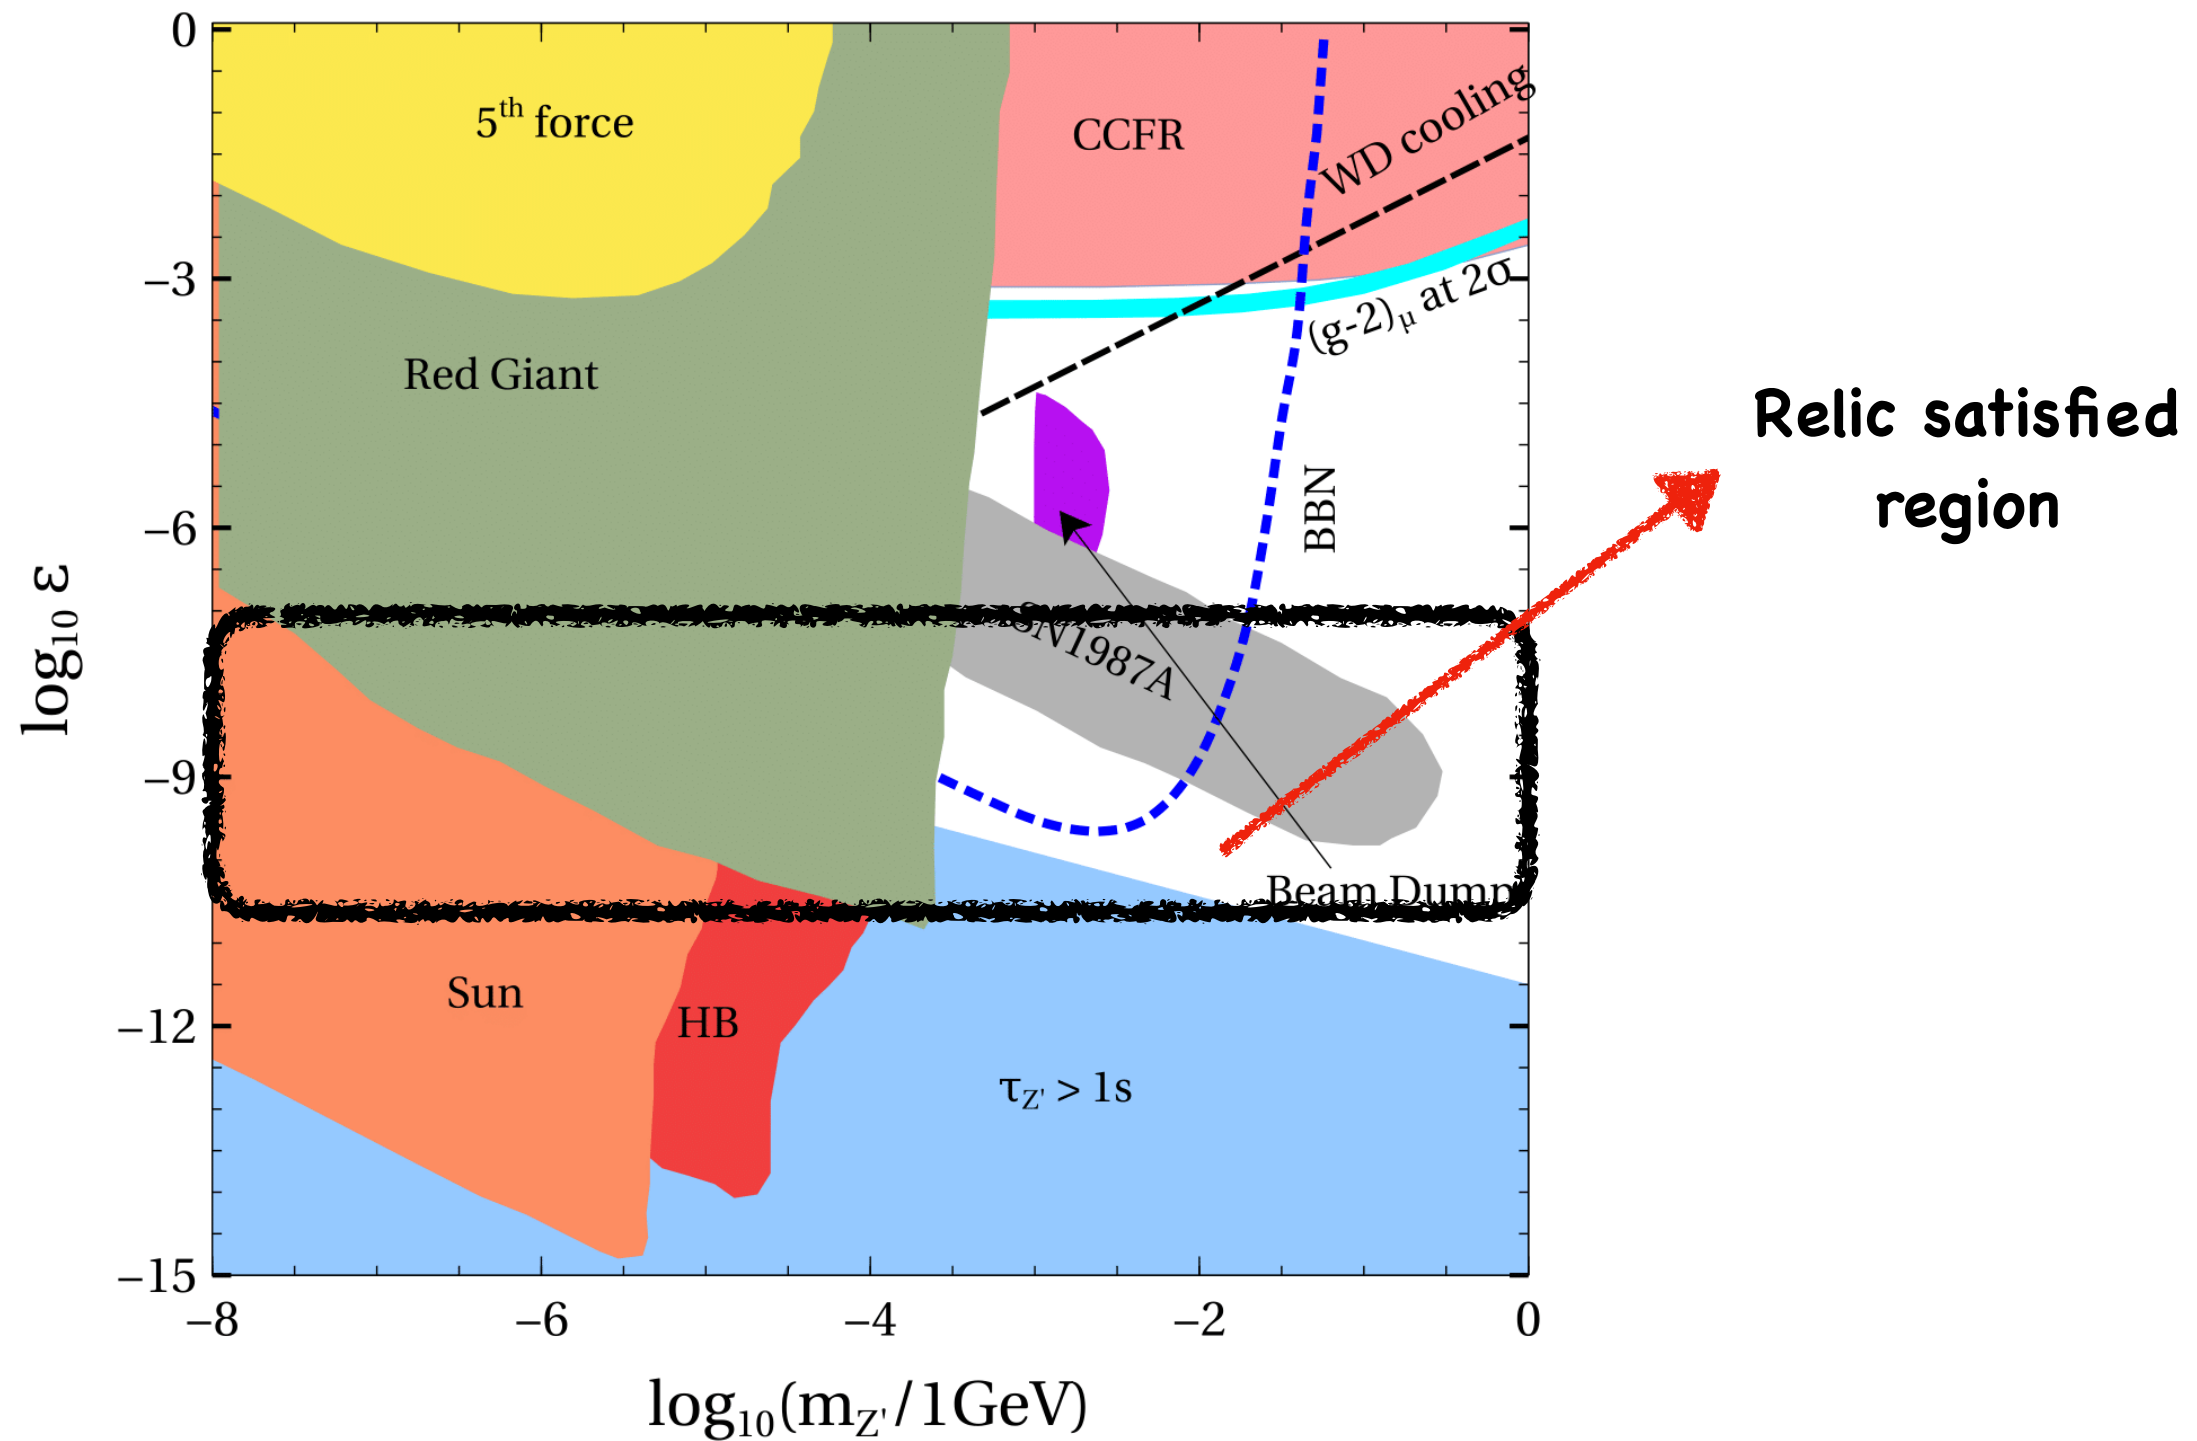 0
5th force
CCFR
WD cooling
−3
(g-2)μ at 2σ
Red Giant
Relic satisfied
region
BBN
−6
log10 ε
SN1987A
−9
Beam Dump
Sun
HB
−12
τZ' > 1s
−15
−8
−6
−4
−2
0
log10(mZ'/1GeV)